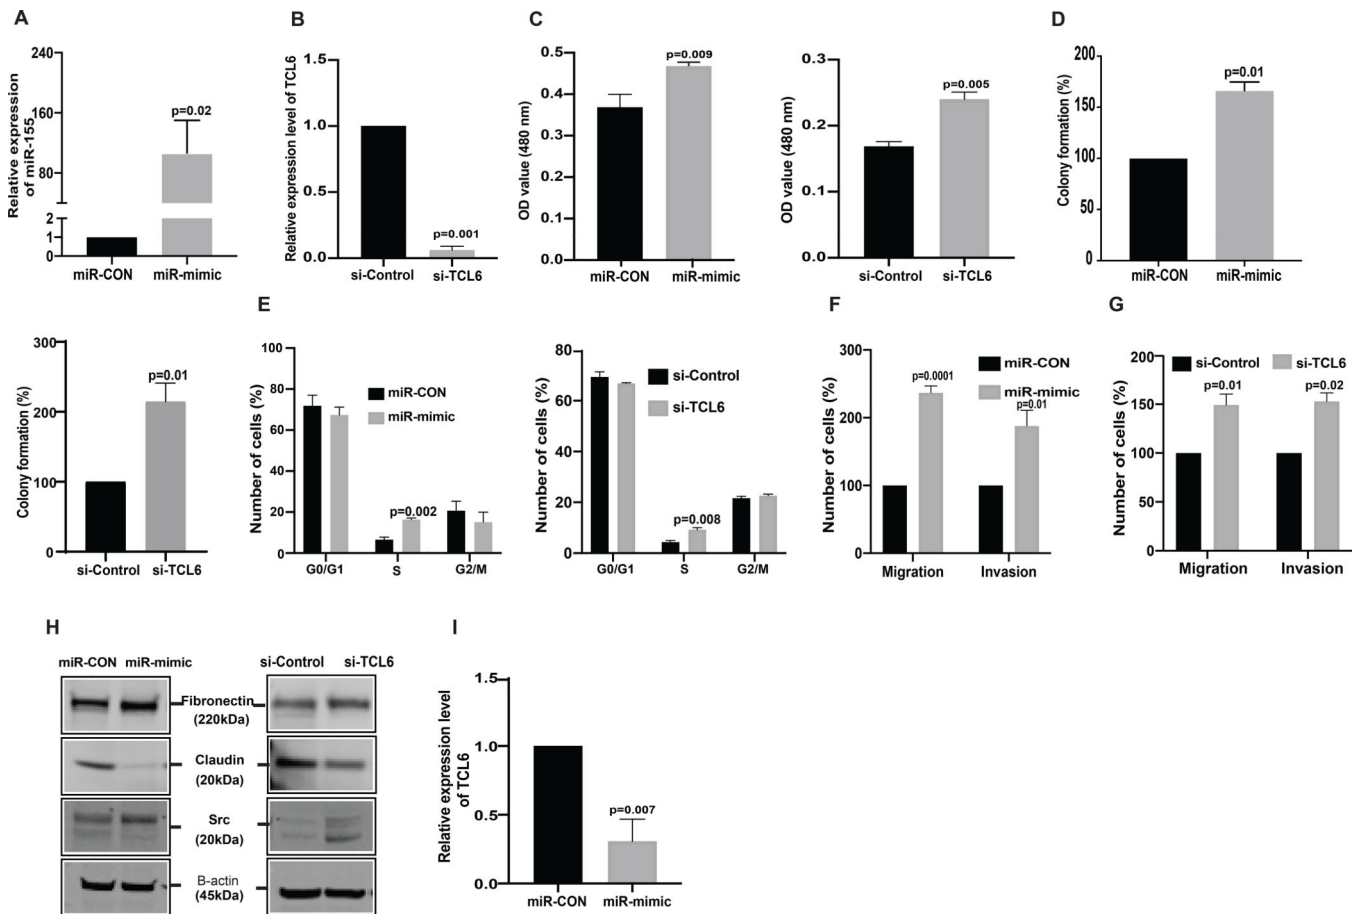 A
Relative expression
of miR-155
240
160
80
2
1
0
p=0.02
miR-CON miR-mimic
B
Relative expression level of TCL6
1.5
1.0
0.5
0.0
p=0.001
si-Control si-TCL6
C
OD value (480 nm)
0.5
0.4
0.3
0.2
0.1
0.0
p=0.009
miR-CON miR-mimic
OD value (480 nm)
0.3
0.2
0.1
0.0
p=0.005
si-Control si-TCL6
D
Colony formation (%)
200
150
100
50
0
p=0.01
miR-CON miR-mimic
Colony formation (%)
300
200
100
0
p=0.01
si-Control si-TCL6
E
Number of cells (%)
100
80
60
40
20
0
miR-CON
miR-mimic
p=0.002
G0/G1 S G2/M
Number of cells (%)
80
60
40
20
0
si-Control
si-TCL6
p=0.008
G0/G1 S G2/M
F
Number of cells (%)
300
200
100
0
miR-CON
miR-mimic
p=0.0001
p=0.01
Migration Invasion
G
Number of cells (%)
200
150
100
50
0
si-Control si-TCL6
p=0.01
p=0.02
Migration Invasion
H
miR-CON miR-mimic
si-Control si-TCL6
Fibronectin
(220kDa)
Claudin
(20kDa)
Src
(20kDa)
B-actin
(45kDa)
I
Relative expression level
of TCL6
1.5
1.0
0.5
0.0
p=0.007
miR-CON miR-mimic